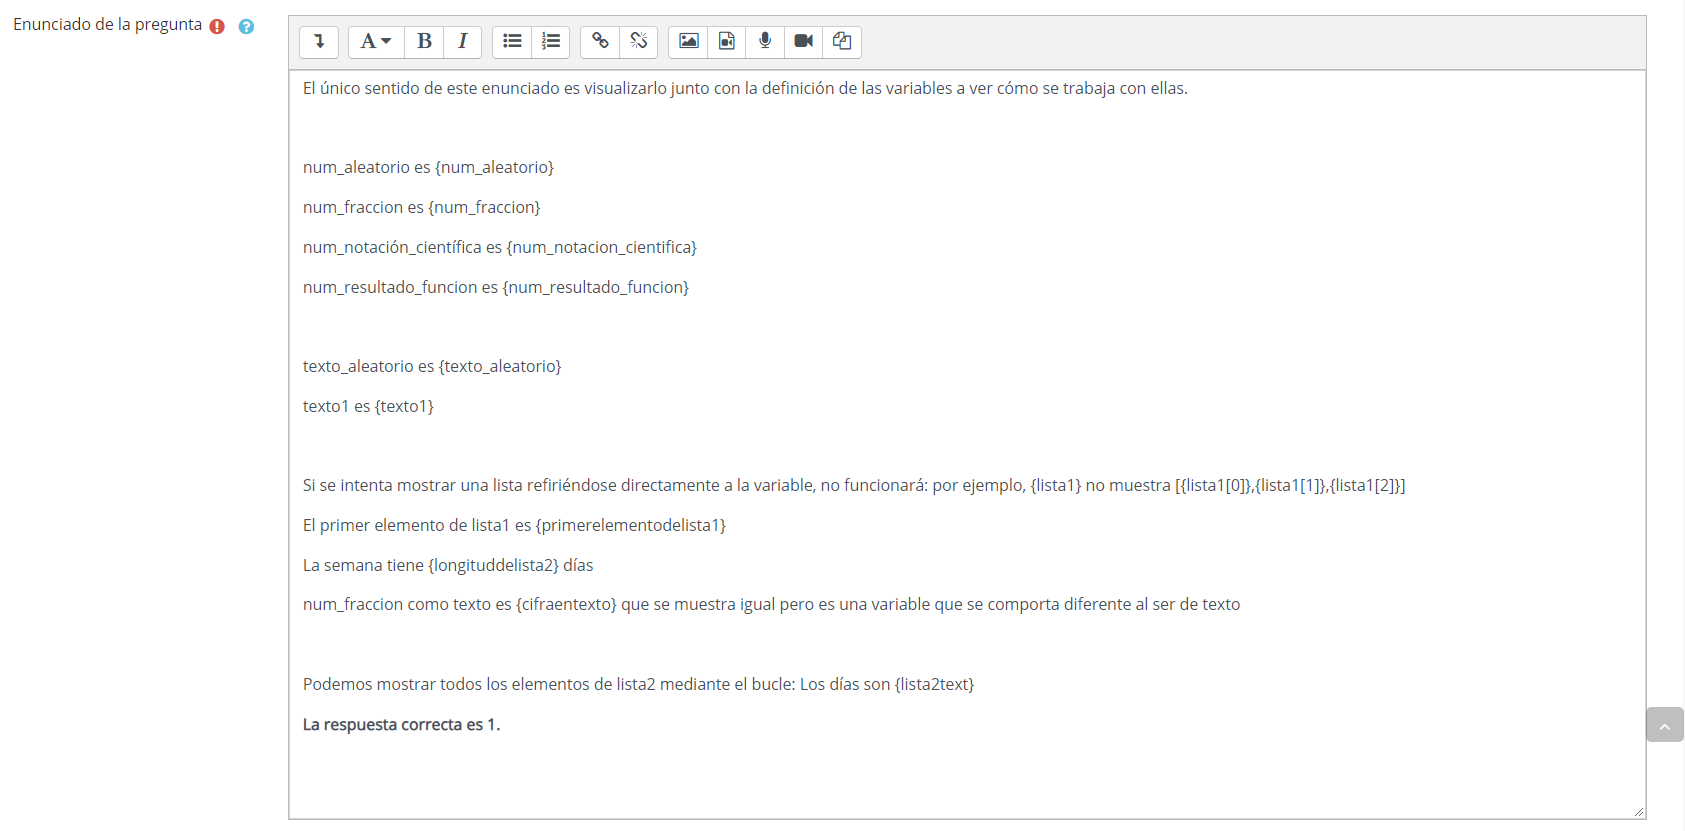 Enunciado de la pregunta
A B I
El único sentido de este enunciado es visualizarlo junto con la definición de las variables a ver cómo se trabaja con ellas.
num_aleatorio es {num_aleatorio}
num_fraccion es {num_fraccion}
num_notación_científica es {num_notacion_cientifica}
num_resultado_funcion es {num_resultado_funcion}
texto_aleatorio es {texto_aleatorio}
texto1 es {texto1}
Si se intenta mostrar una lista refiriéndose directamente a la variable, no funcionará: por ejemplo, {lista1} no muestra [{lista1[0]},{lista1[1]},{lista1[2]}]
El primer elemento de lista1 es {primerelementodelista1}
La semana tiene {longituddelista2} días
num_fraccion como texto es {cifraentexto} que se muestra igual pero es una variable que se comporta diferente al ser de texto
Podemos mostrar todos los elementos de lista2 mediante el bucle: Los días son {lista2text}
La respuesta correcta es 1.